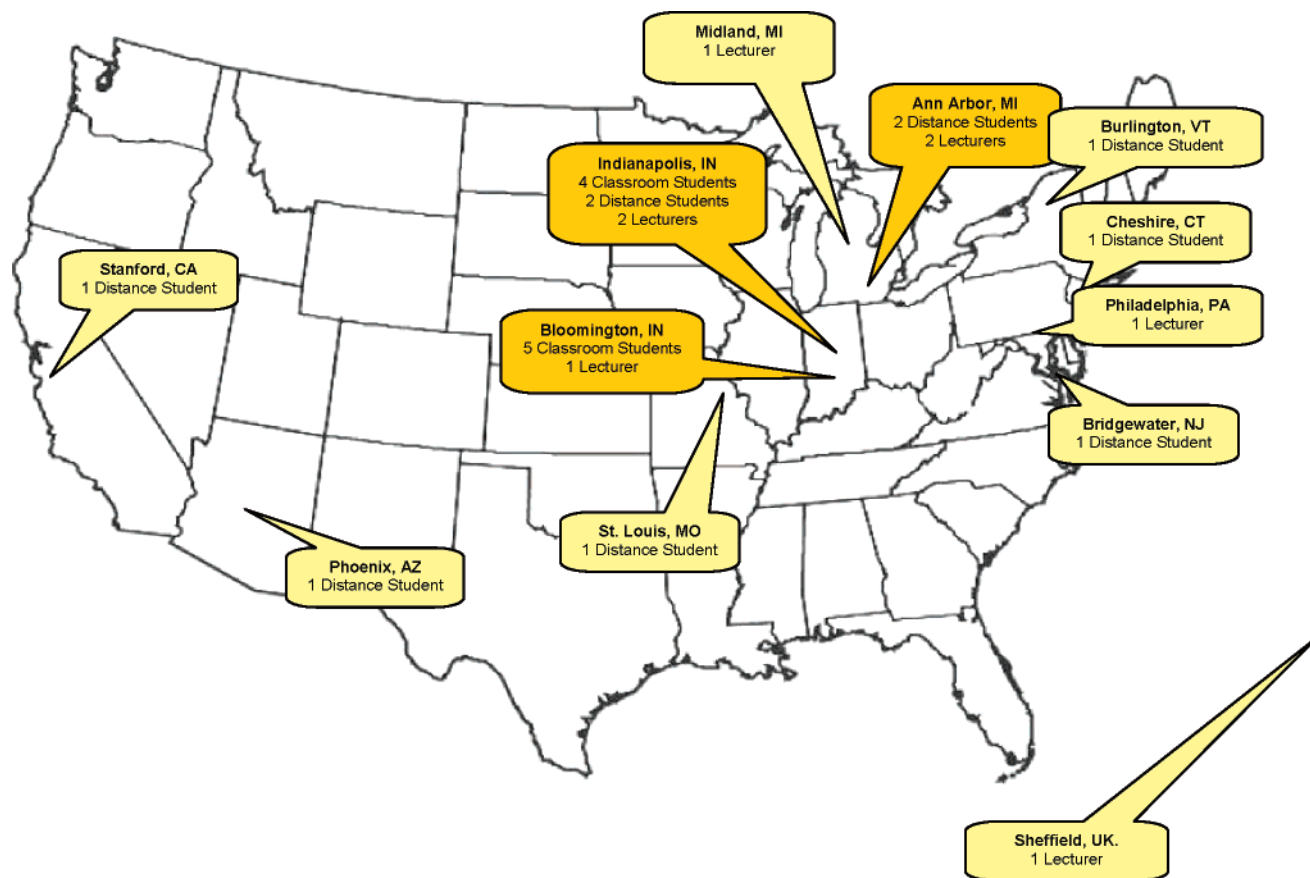 Midland, MI
1 Lecturer
Ann Arbor, MI
2 Distance Students
2 Lecturers
Burlington, VT
1 Distance Student
Indianapolis, IN
4 Classroom Students
2 Distance Students
2 Lecturers
Cheshire, CT
1 Distance Student
Stanford, CA
1 Distance Student
Philadelphia, PA
1 Lecturer
Bloomington, IN
5 Classroom Students
1 Lecturer
Bridgewater, NJ
1 Distance Student
St. Louis, MO
1 Distance Student
Phoenix, AZ
1 Distance Student
Sheffield, UK.
1 Lecturer